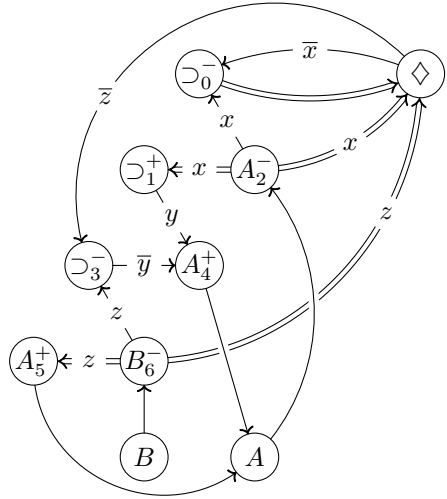 x̅
⊃₀⁻ ◇
z̅
x x
⊃₁⁺ x A₂⁻
y z
⊃₃⁻ y̅ A₄⁺
z
A₅⁺ z B₆⁻
B A